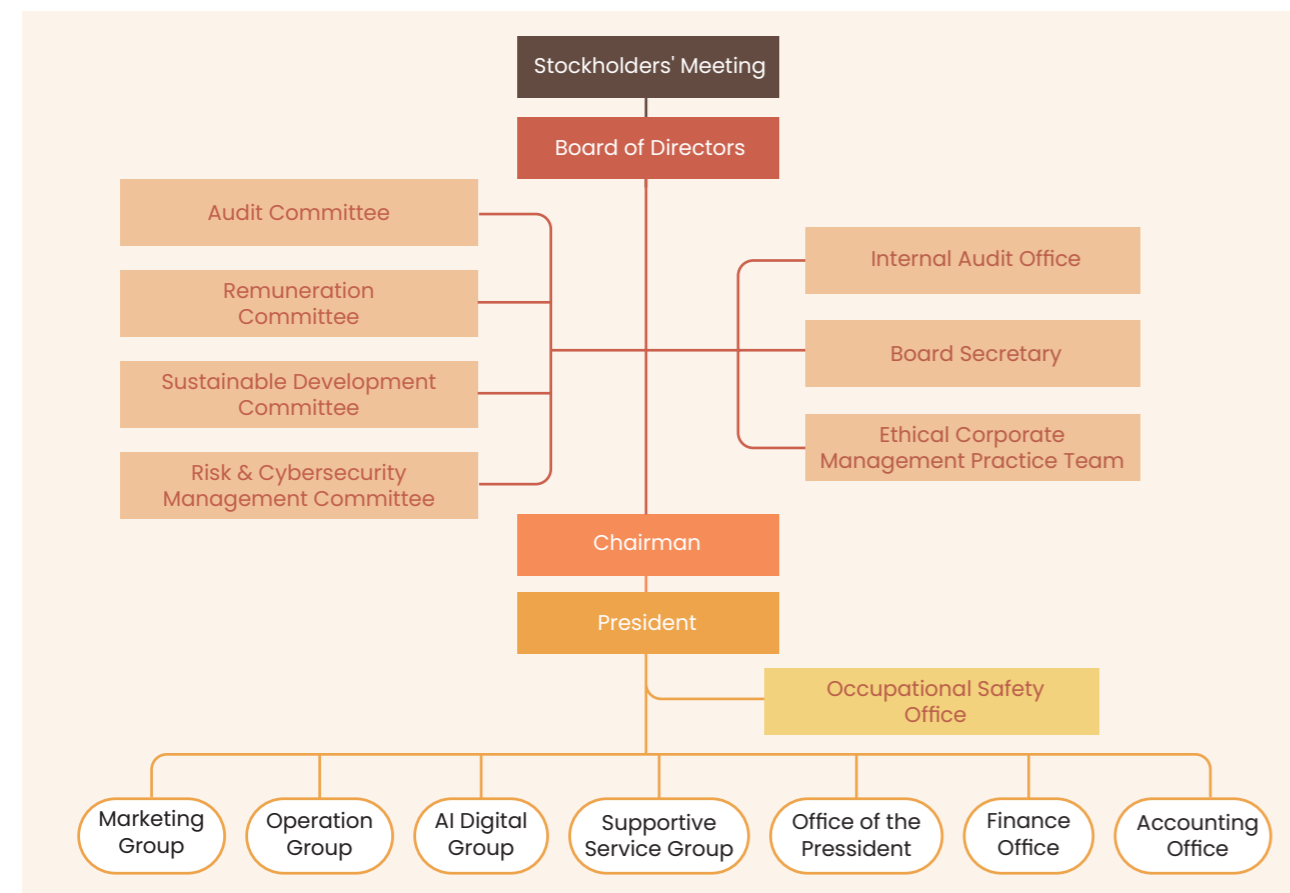 Stockholders' Meeting
Board of Directors
Audit Committee
Remuneration
Committee
Sustainable Development
Committee
Risk & Cybersecurity
Management Committee
Internal Audit Office
Board Secretary
Ethical Corporate
Management Practice Team
Chairman
President
Occupational Safety
Office
Marketing
Group
Operation
Group
AI Digital
Group
Supportive
Service Group
Office of the
Pressident
Finance
Office
Accounting
Office